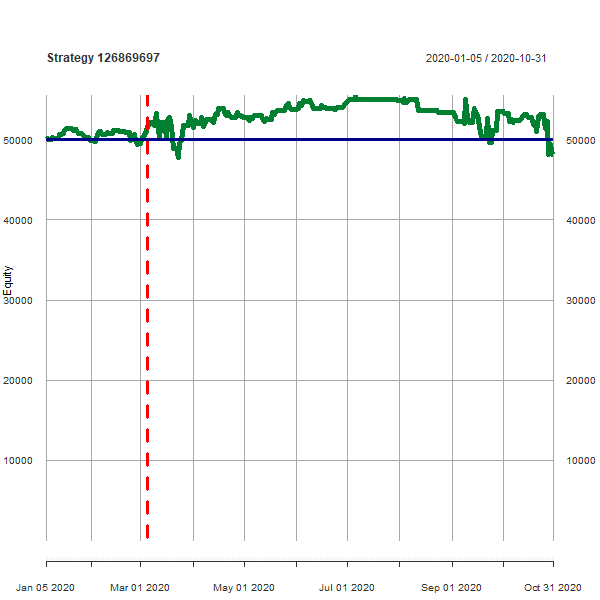 Strategy 126869697
2020-01-05 / 2020-10-31
50000
50000
40000
40000
Equity
30000
30000
20000
20000
10000
10000
Jan 05 2020
Mar 01 2020
May 01 2020
Jul 01 2020
Sep 01 2020
Oct 31 2020